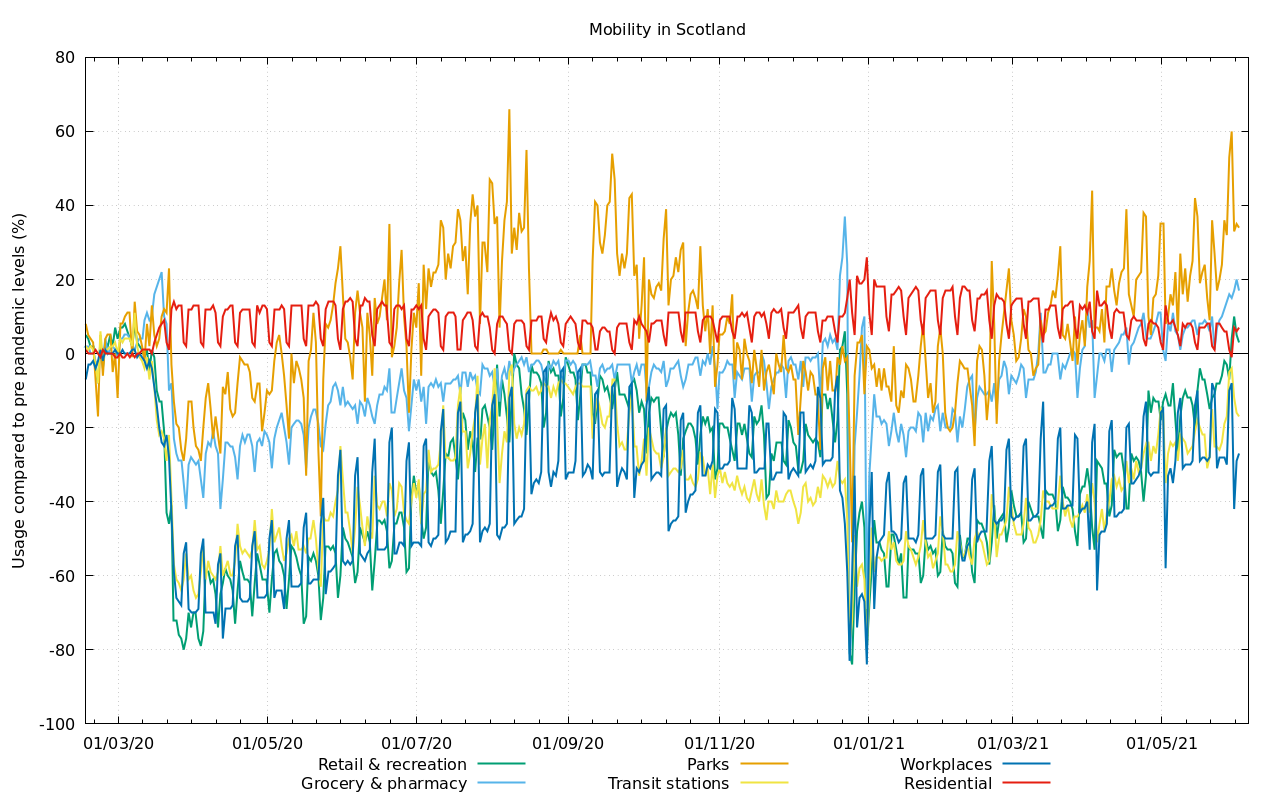 Mobility in Scotland
Usage compared to pre pandemic levels (%)
80
60
40
20
0
-20
-40
-60
-80
-100
01/03/20 01/05/20 01/07/20 01/09/20 01/11/20 01/01/21 01/03/21 01/05/21
Retail & recreation Parks Workplaces
Grocery & pharmacy Transit stations Residential